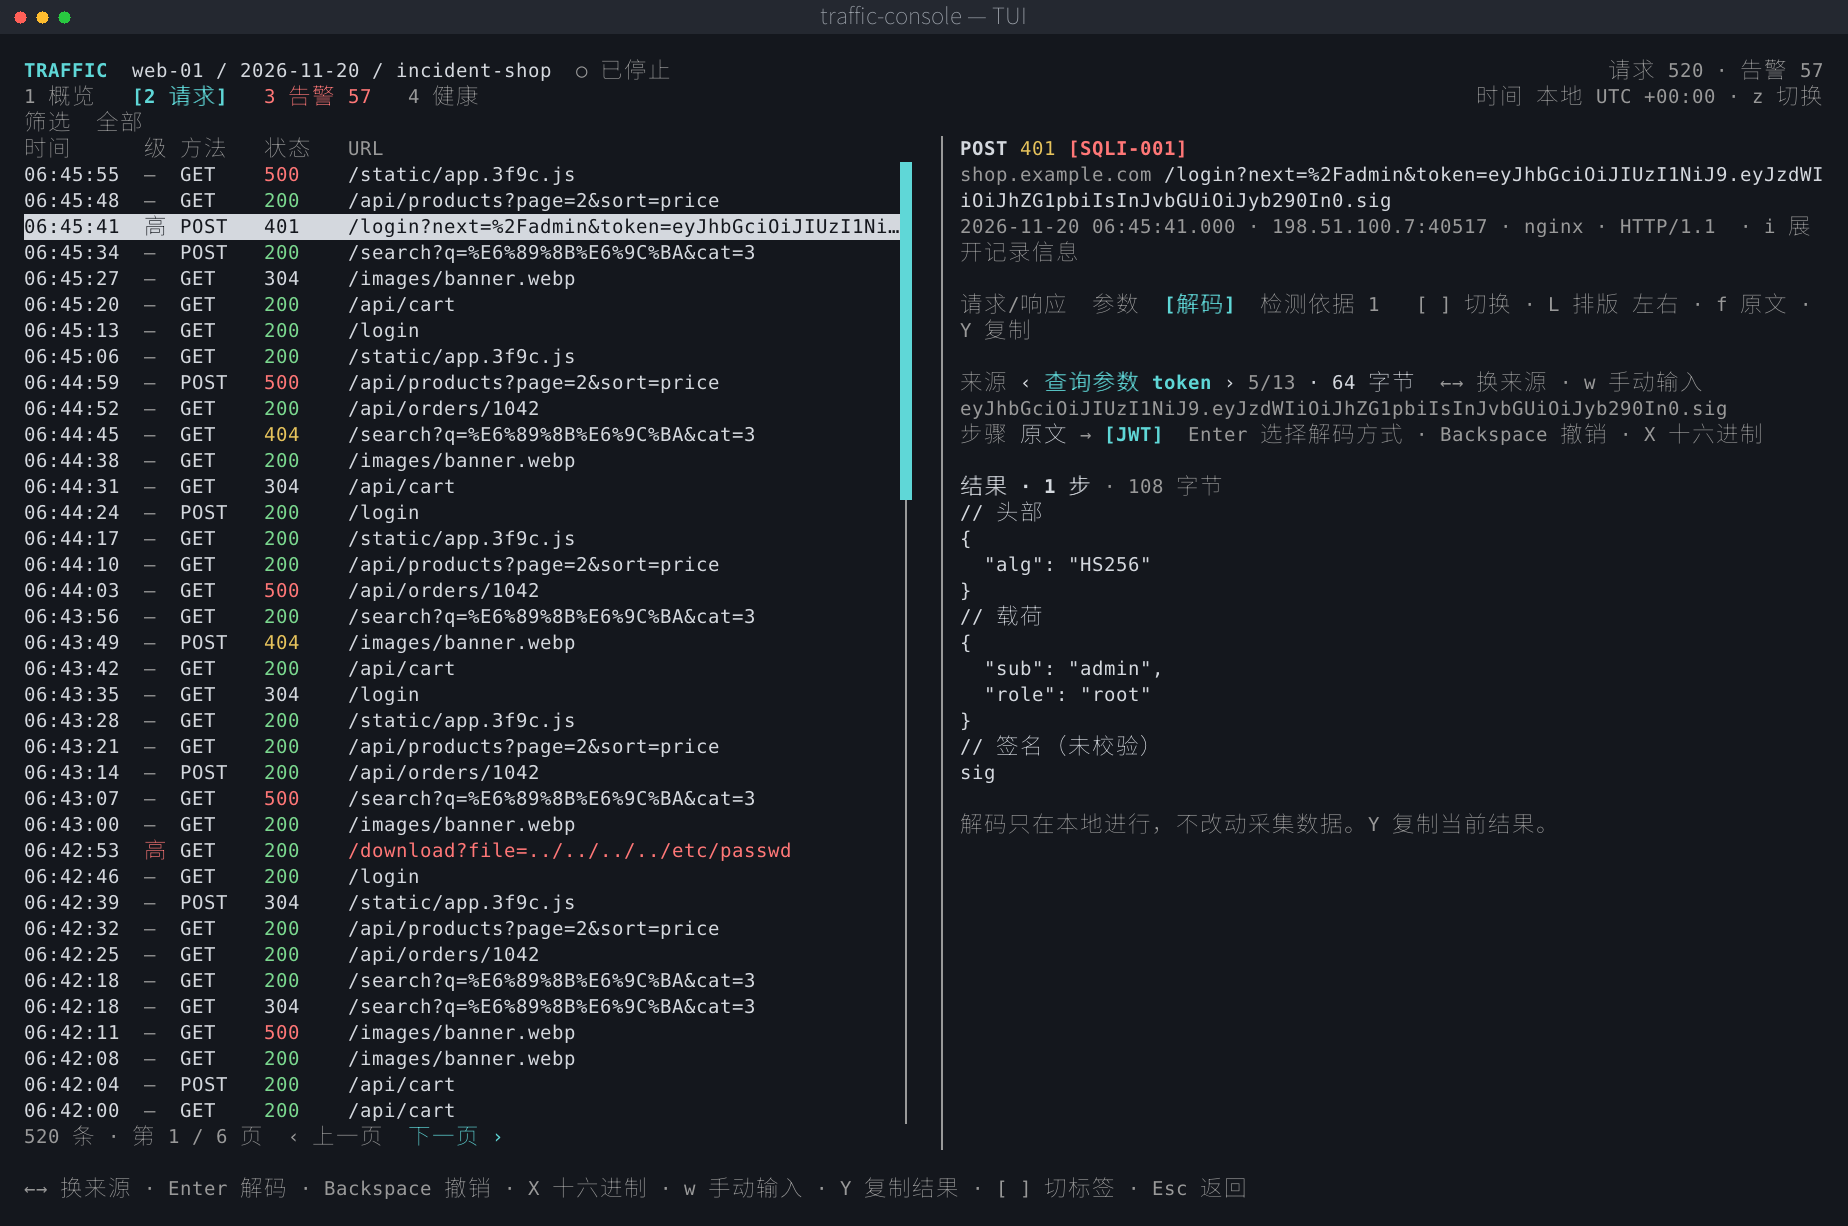 traffic-console — TUI
TRAFFIC web-01 / 2026-11-20 / incident-shop ○ 已停止 请求 520 · 告警 57
1 概览 [2 请求] 3 告警 57 4 健康 时间 本地 UTC +00:00 · z 切换
筛选 全部
时间 级 方法 状态 URL
06:45:55 — GET 500 /static/app.3f9c.js
06:45:48 — GET 200 /api/products?page=2&sort=price
06:45:41 高 POST 401 /login?next=%2Fadmin&token=eyJhbGciOiJIUzI1Ni…
06:45:34 — POST 200 /search?q=%E6%89%8B%E6%9C%BA&cat=3
06:45:27 — GET 304 /images/banner.webp
06:45:20 — GET 200 /api/cart
06:45:13 — GET 200 /login
06:45:06 — GET 200 /static/app.3f9c.js
06:44:59 — POST 500 /api/products?page=2&sort=price
06:44:52 — GET 200 /api/orders/1042
06:44:45 — GET 404 /search?q=%E6%89%8B%E6%9C%BA&cat=3
06:44:38 — GET 200 /images/banner.webp
06:44:31 — GET 304 /api/cart
06:44:24 — POST 200 /login
06:44:17 — GET 200 /static/app.3f9c.js
06:44:10 — GET 200 /api/products?page=2&sort=price
06:44:03 — GET 500 /api/orders/1042
06:43:56 — GET 200 /search?q=%E6%89%8B%E6%9C%BA&cat=3
06:43:49 — POST 404 /images/banner.webp
06:43:42 — GET 200 /api/cart
06:43:35 — GET 304 /login
06:43:28 — GET 200 /static/app.3f9c.js
06:43:21 — GET 200 /api/products?page=2&sort=price
06:43:14 — POST 200 /api/orders/1042
06:43:07 — GET 500 /search?q=%E6%89%8B%E6%9C%BA&cat=3
06:43:00 — GET 200 /images/banner.webp
06:42:53 高 GET 200 /download?file=../../../../etc/passwd
06:42:46 — GET 200 /login
06:42:39 — POST 304 /static/app.3f9c.js
06:42:32 — GET 200 /api/products?page=2&sort=price
06:42:25 — GET 200 /api/orders/1042
06:42:18 — GET 200 /search?q=%E6%89%8B%E6%9C%BA&cat=3
06:42:18 — GET 304 /search?q=%E6%89%8B%E6%9C%BA&cat=3
06:42:11 — GET 500 /images/banner.webp
06:42:08 — GET 200 /images/banner.webp
06:42:04 — POST 200 /api/cart
06:42:00 — GET 200 /api/cart
520 条 · 第 1 / 6 页 ‹ 上一页 下一页 ›
POST 401 [SQLI-001]
shop.example.com /login?next=%2Fadmin&token=eyJhbGciOiJIUzI1NiJ9.eyJzdWI
iOiJhZG1pbiIsInJvbGUiOiJyb290In0.sig
2026-11-20 06:45:41.000 · 198.51.100.7:40517 · nginx · HTTP/1.1 · i 展
开记录信息
请求/响应 参数 [解码] 检测依据 1 [ ] 切换 · L 排版 左右 · f 原文 ·
Y 复制
来源 ‹ 查询参数 token › 5/13 · 64 字节 ←→ 换来源 · w 手动输入
eyJhbGciOiJIUzI1NiJ9.eyJzdWIiOiJhZG1pbiIsInJvbGUiOiJyb290In0.sig
步骤 原文 → [JWT] Enter 选择解码方式 · Backspace 撤销 · X 十六进制
结果 · 1 步 · 108 字节
// 头部
{
"alg": "HS256"
}
// 载荷
{
"sub": "admin",
"role": "root"
}
// 签名（未校验）
sig
解码只在本地进行，不改动采集数据。Y 复制当前结果。
←→ 换来源 · Enter 解码 · Backspace 撤销 · X 十六进制 · w 手动输入 · Y 复制结果 · [ ] 切标签 · Esc 返回